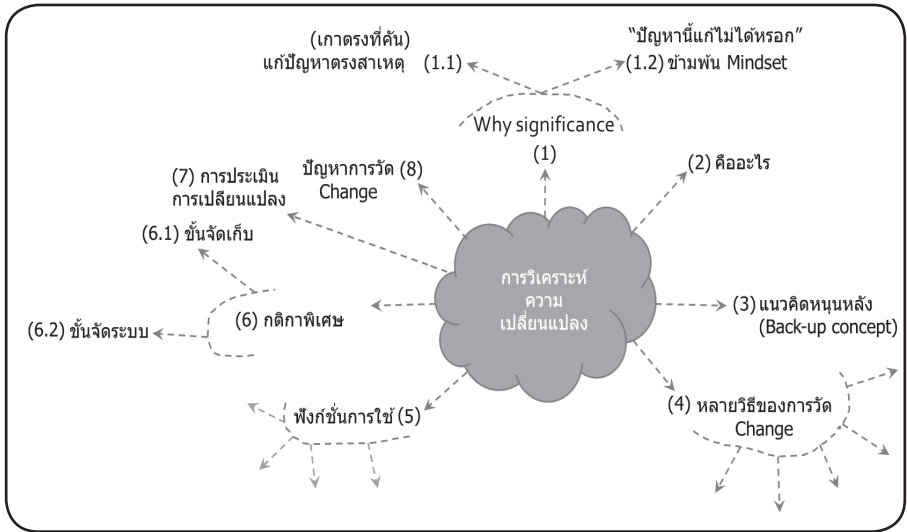 (เกาตรงที่คัน)
แก้ปัญหาตรงสาเหตุ (1.1)
“ปัญหานี้แก้ไม่ได้หรอก”
(1.2) ข้ามพ้น Mindset
Why significance
(1)
(2) คืออะไร
(3) แนวคิดหนุนหลัง
(Back-up concept)
(4) หลายวิธีของการวัด
Change
ฟังก์ชั่นการใช้ (5)
(6) กติกาพิเศษ
(6.1) ขั้นจัดเก็บ
(6.2) ขั้นจัดระบบ
(7) การประเมิน
การเปลี่ยนแปลง
ปัญหาการวัด (8)
Change
การวิเคราะห์
ความ
เปลี่ยนแปลง